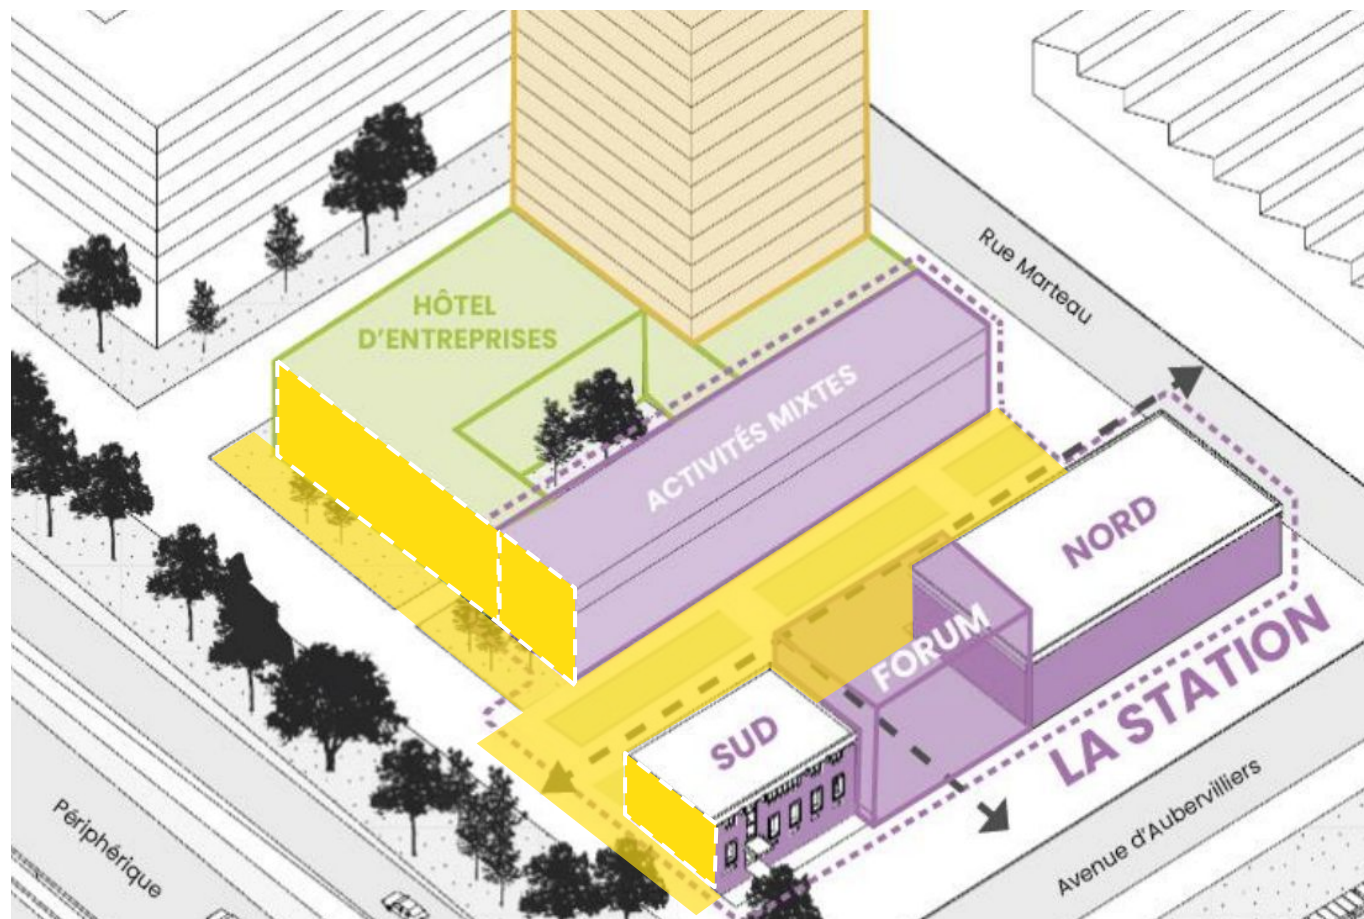 Rue Marteau
HÔTEL
D'ENTREPRISES
ACTIVITÉS MIXTES
NORD
FORUM
SUD
LA STATION
Périphérique
Avenue d'Aubervilliers